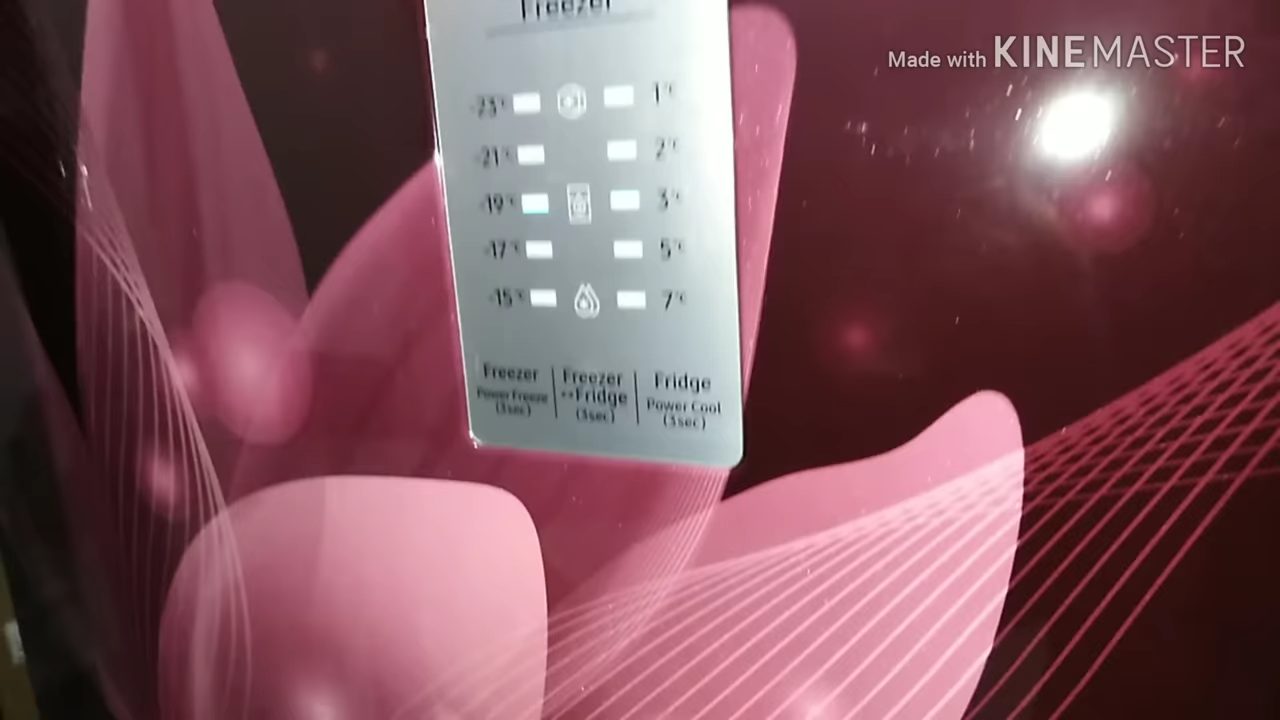 Made with KINEMASTER
Freezer
-23°C 1°C
-21°C 2°C
-19°C 3°C
-17°C 5°C
-15°C 7°C
Freezer Freezer Fridge
Power Freeze ↔Fridge Power Cool
(3sec) (3sec) (3sec)